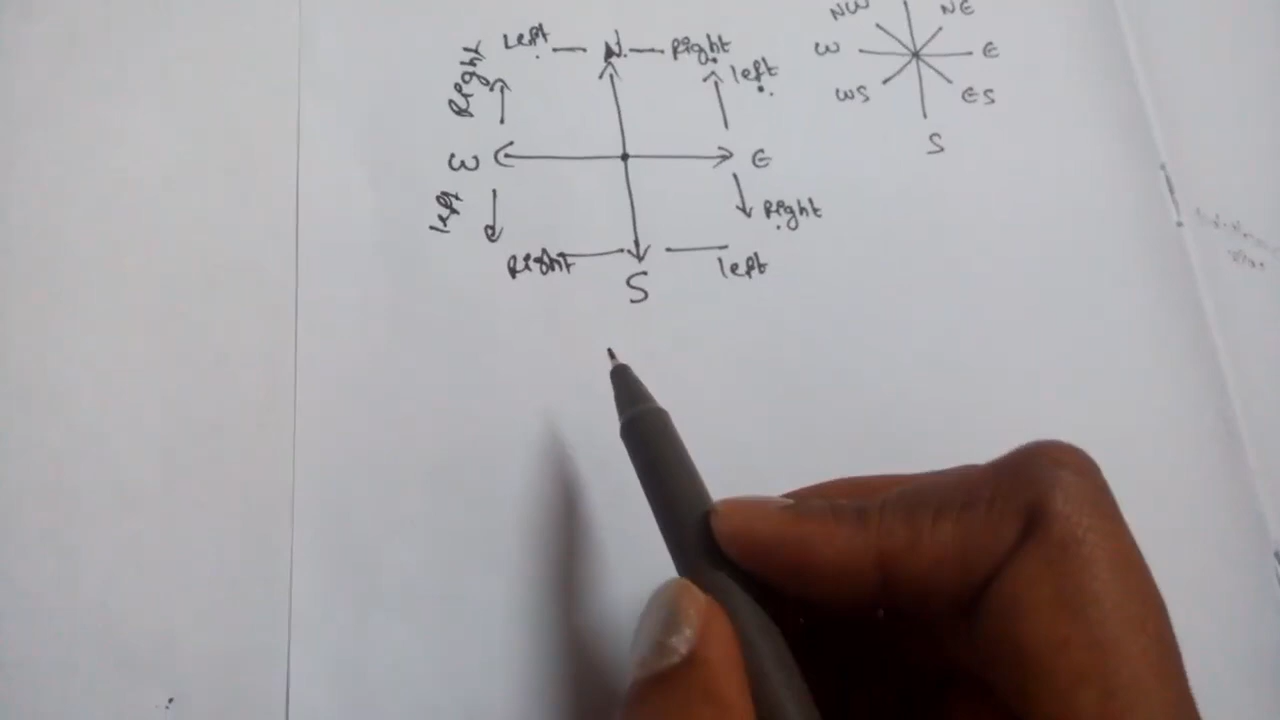 Left — N — Right
Right
left
W
E
left
Right
Right
left
S
NW
NE
W
E
WS
ES
S